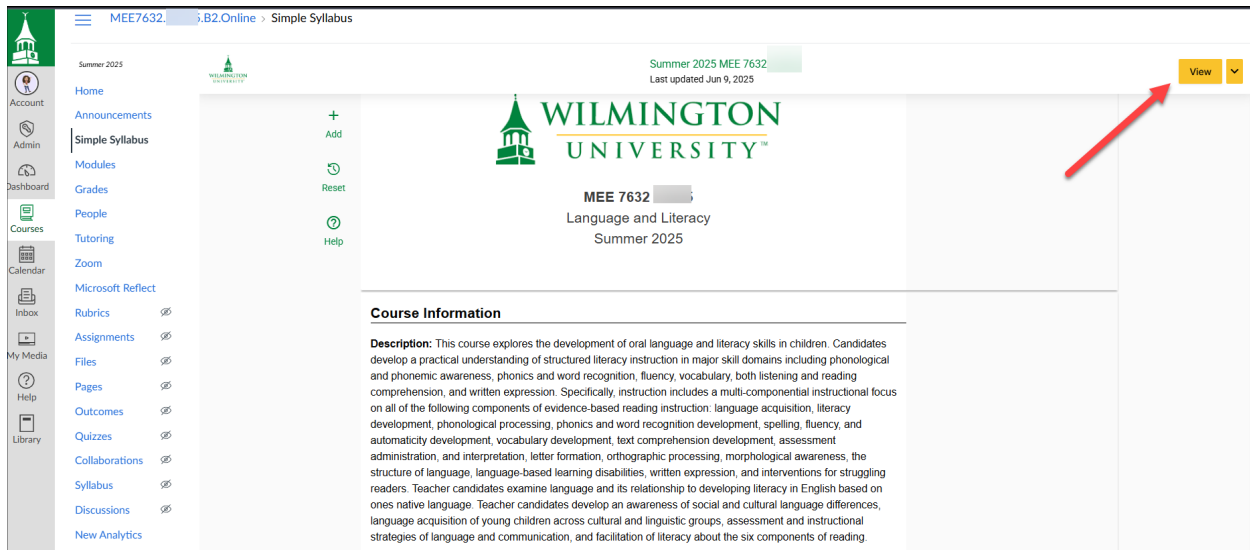 MEE7632. 5.B2.Online > Simple Syllabus
Account
Admin
Dashboard
Courses
Calendar
Inbox
My Media
Help
Library
Summer 2025
Home
Announcements
Simple Syllabus
Modules
Grades
People
Tutoring
Zoom
Microsoft Reflect
Rubrics
Assignments
Files
Pages
Outcomes
Quizzes
Collaborations
Syllabus
Discussions
New Analytics
WILMINGTON
UNIVERSITY
Summer 2025 MEE 7632
Last updated Jun 9, 2025
View
Add
Reset
Help
WILMINGTON
UNIVERSITY™
MEE 7632
Language and Literacy
Summer 2025
Course Information
Description: This course explores the development of oral language and literacy skills in children. Candidates
develop a practical understanding of structured literacy instruction in major skill domains including phonological
and phonemic awareness, phonics and word recognition, fluency, vocabulary, both listening and reading
comprehension, and written expression. Specifically, instruction includes a multi-componential instructional focus
on all of the following components of evidence-based reading instruction: language acquisition, literacy
development, phonological processing, phonics and word recognition development, spelling, fluency, and
automaticity development, vocabulary development, text comprehension development, assessment
administration, and interpretation, letter formation, orthographic processing, morphological awareness, the
structure of language, language-based learning disabilities, written expression, and interventions for struggling
readers. Teacher candidates examine language and its relationship to developing literacy in English based on
ones native language. Teacher candidates develop an awareness of social and cultural language differences,
language acquisition of young children across cultural and linguistic groups, assessment and instructional
strategies of language and communication, and facilitation of literacy about the six components of reading.